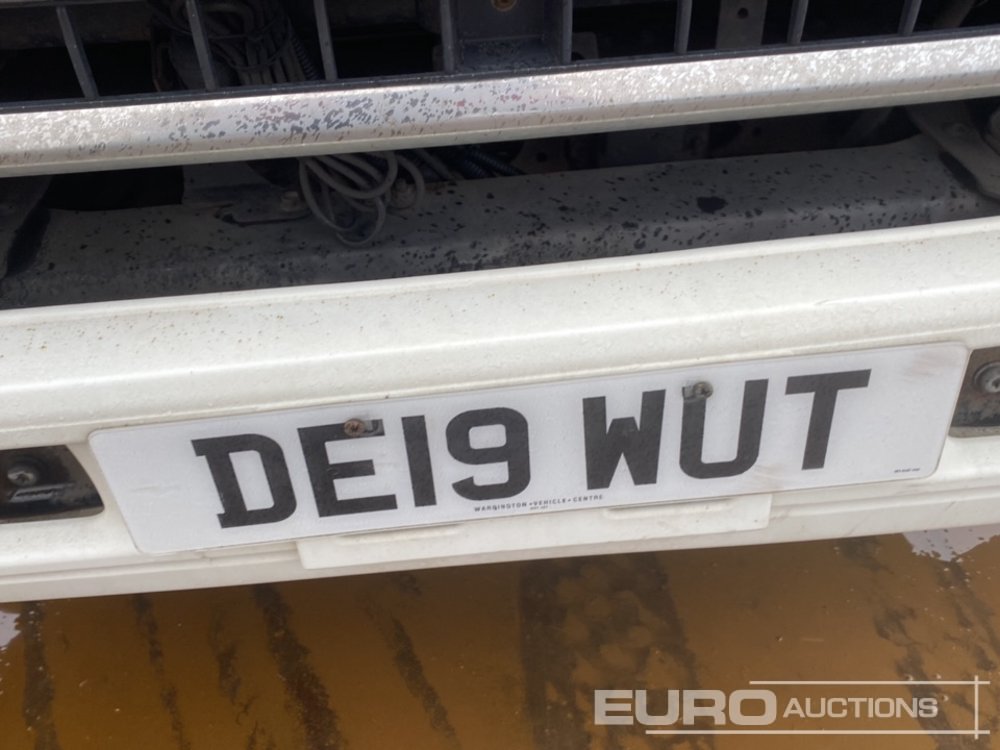 DE19 WUT
WARRINGTON • VEHICLE • CENTRE
EURO AUCTIONS